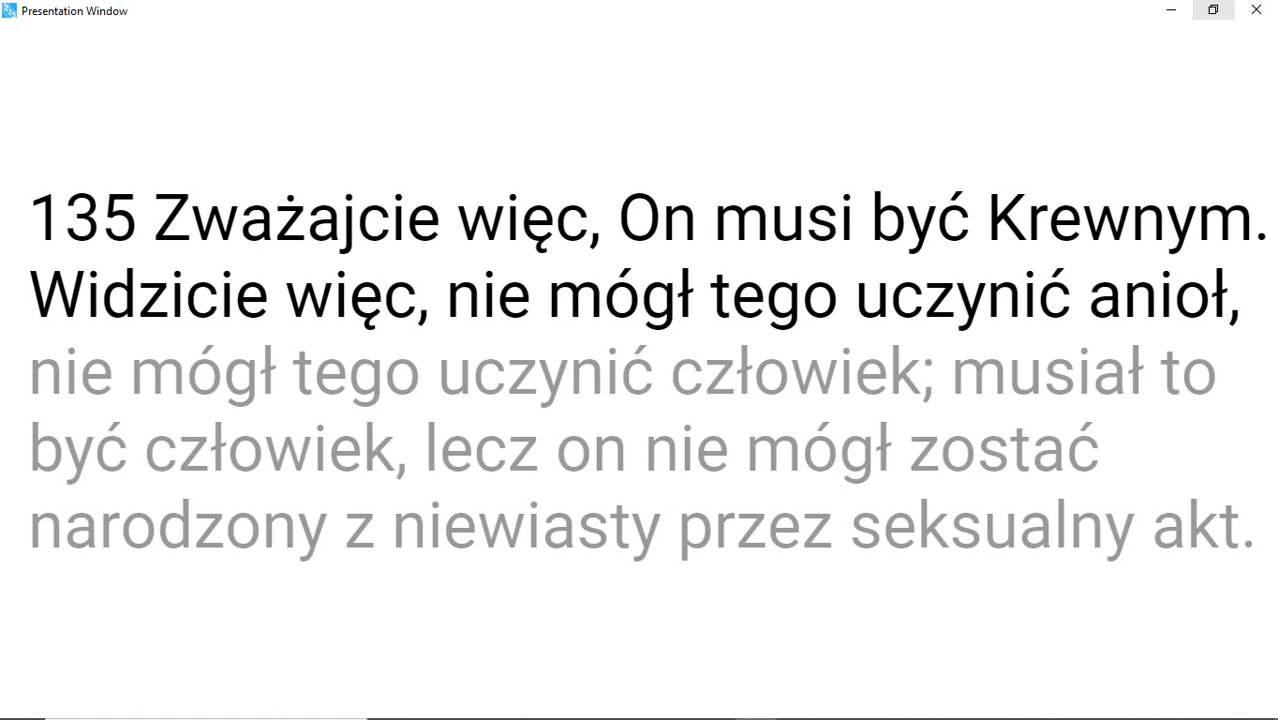 Presentation Window
135 Zważajcie więc, On musi być Krewnym.
Widzicie więc, nie mógł tego uczynić anioł,
nie mógł tego uczynić człowiek; musiał to
być człowiek, lecz on nie mógł zostać
narodzony z niewiasty przez seksualny akt.